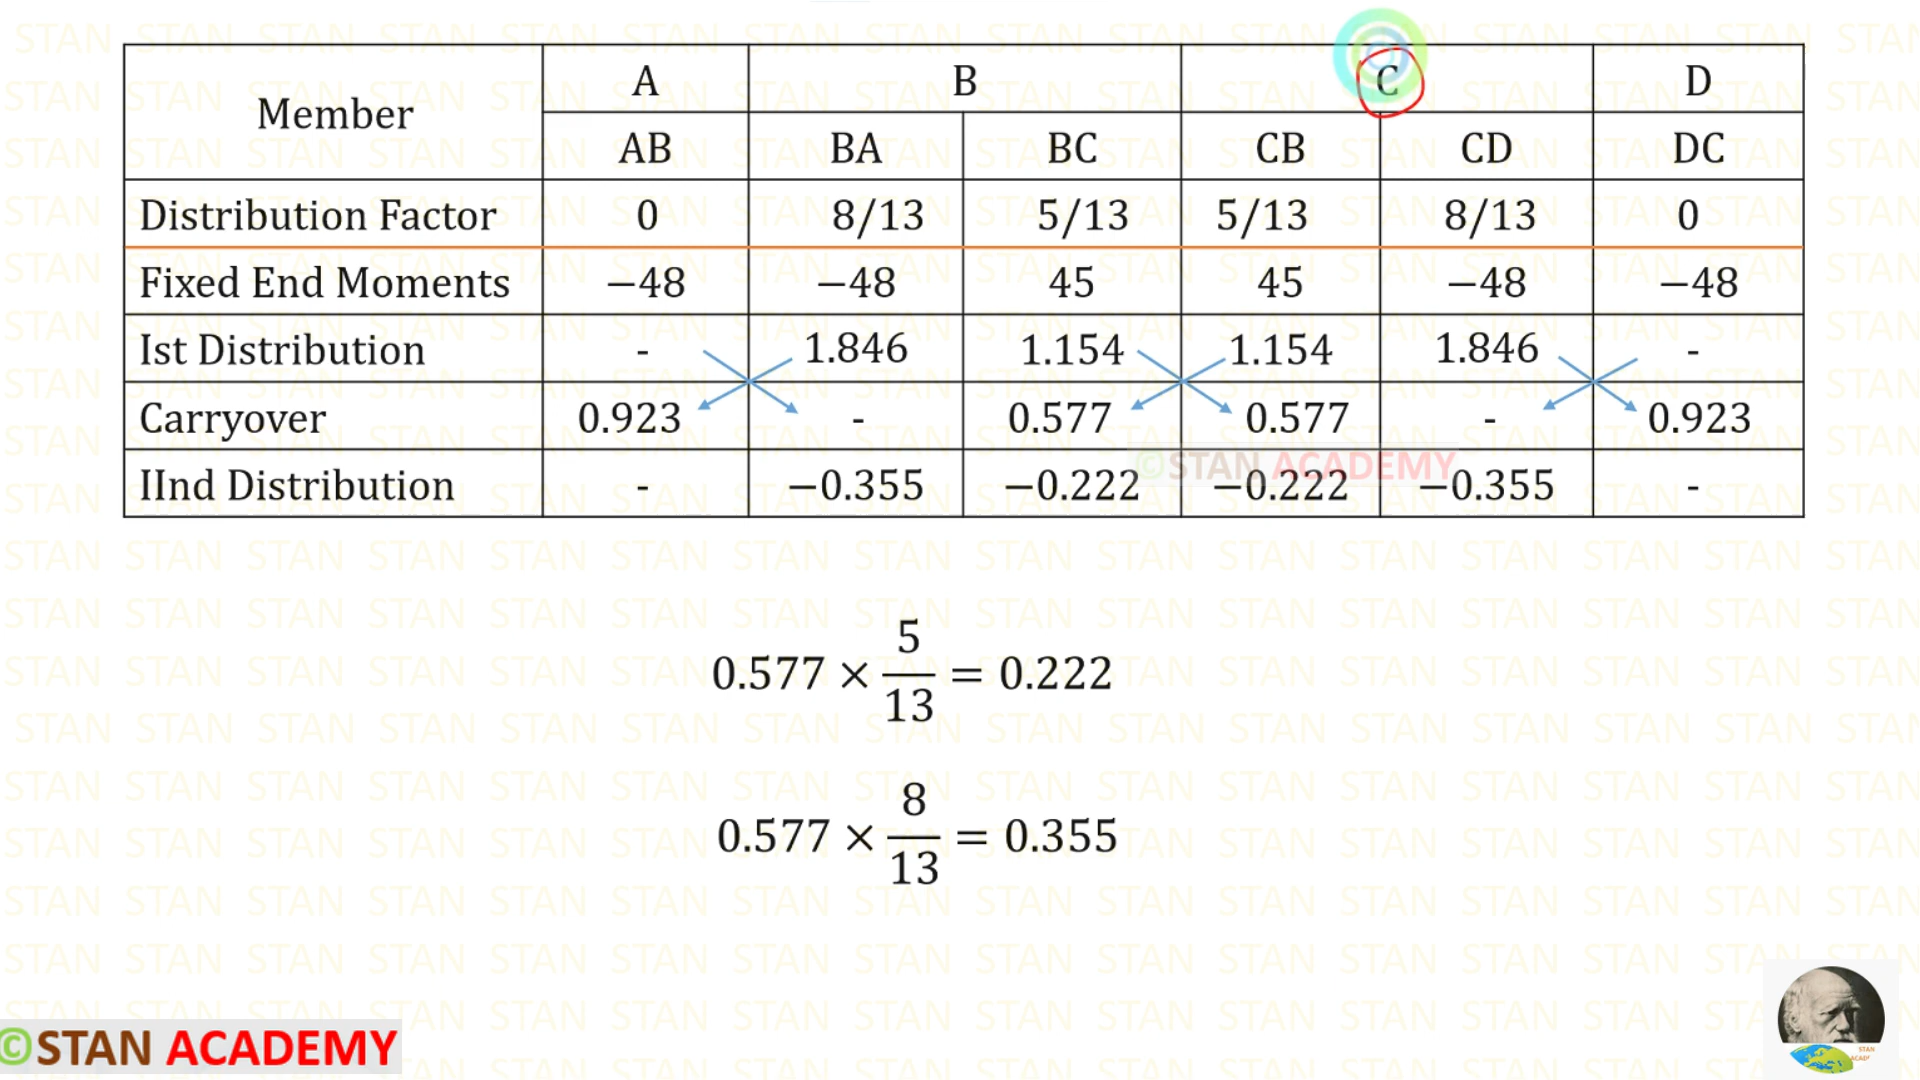 Member A B C D
AB BA BC CB CD DC
Distribution Factor 0 8/13 5/13 5/13 8/13 0
Fixed End Moments −48 −48 45 45 −48 −48
Ist Distribution - 1.846 1.154 1.154 1.846 -
Carryover 0.923 - 0.577 0.577 - 0.923
©STAN ACADEMY
IInd Distribution - −0.355 −0.222 −0.222 −0.355 -
0.577 × 5/13 = 0.222
0.577 × 8/13 = 0.355
©STAN ACADEMY